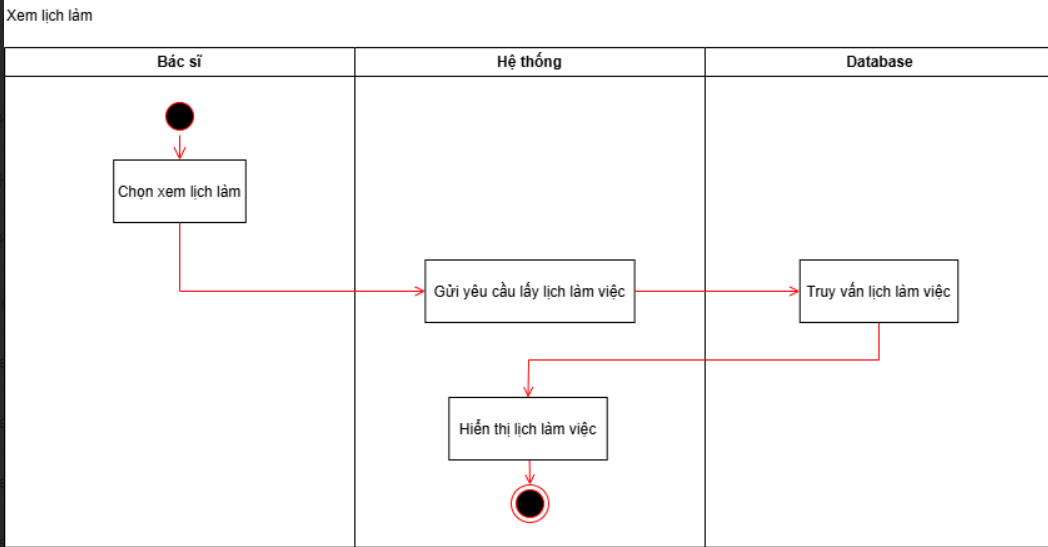 Xem lịch làm
Bác sĩ
Hệ thống
Database
Chọn xem lịch làm
Gửi yêu cầu lấy lịch làm việc
Truy vấn lịch làm việc
Hiển thị lịch làm việc